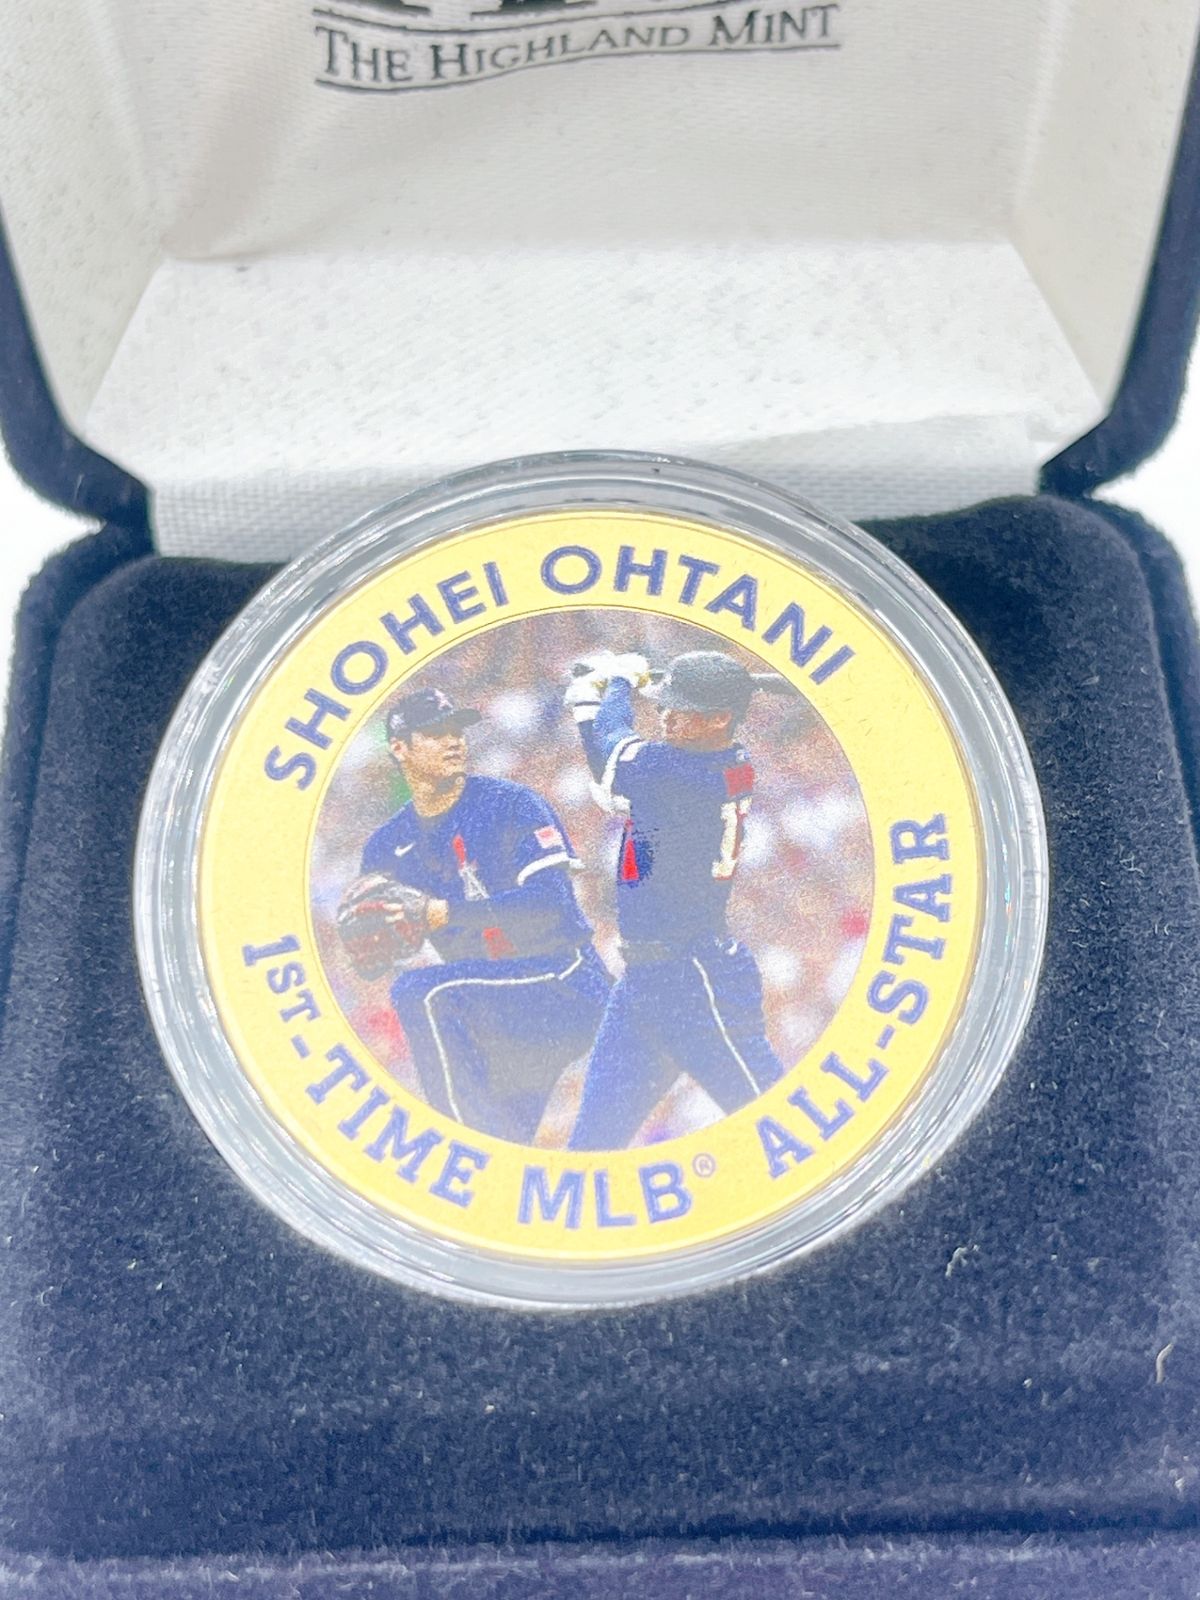 THE HIGHLAND MINT
SHOHEI OHTANI
1ST-TIME MLB® ALL-STAR